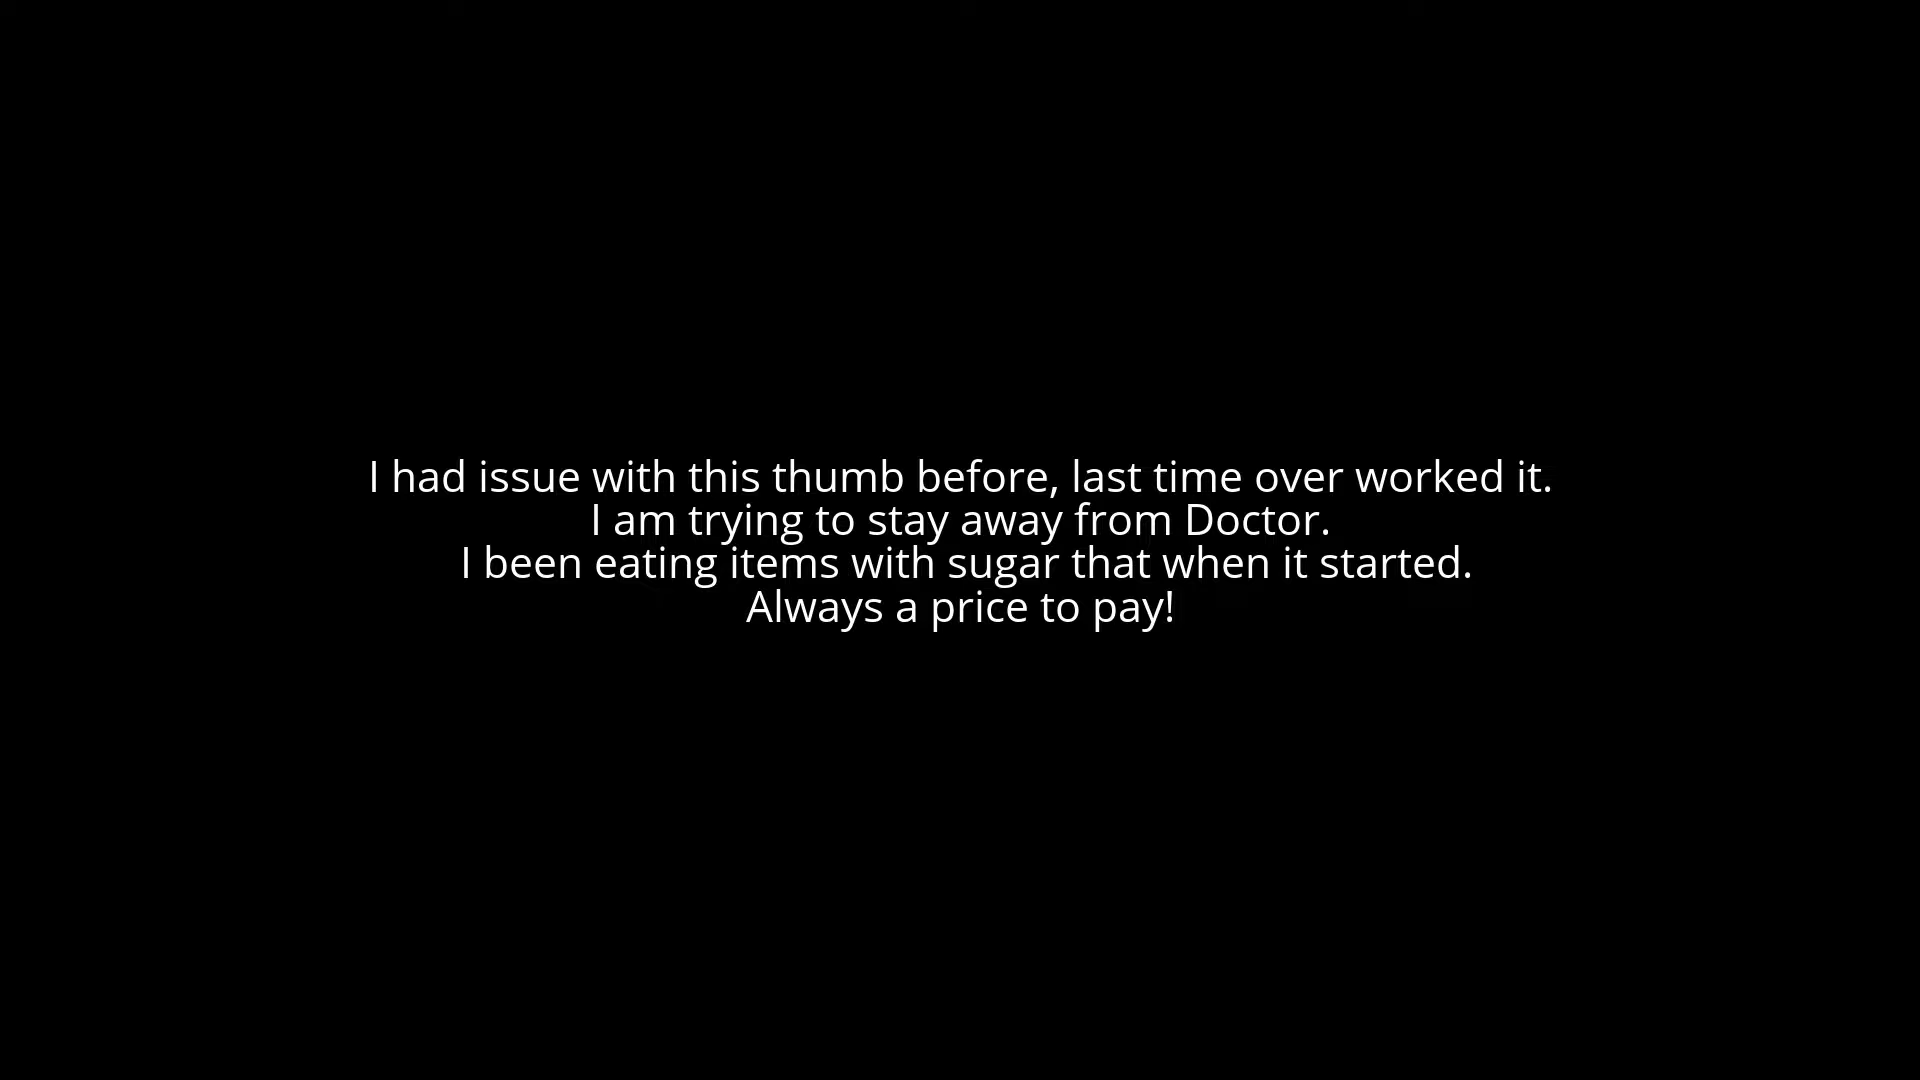 I had issue with this thumb before, last time over worked it.
I am trying to stay away from Doctor.
I been eating items with sugar that when it started.
Always a price to pay!